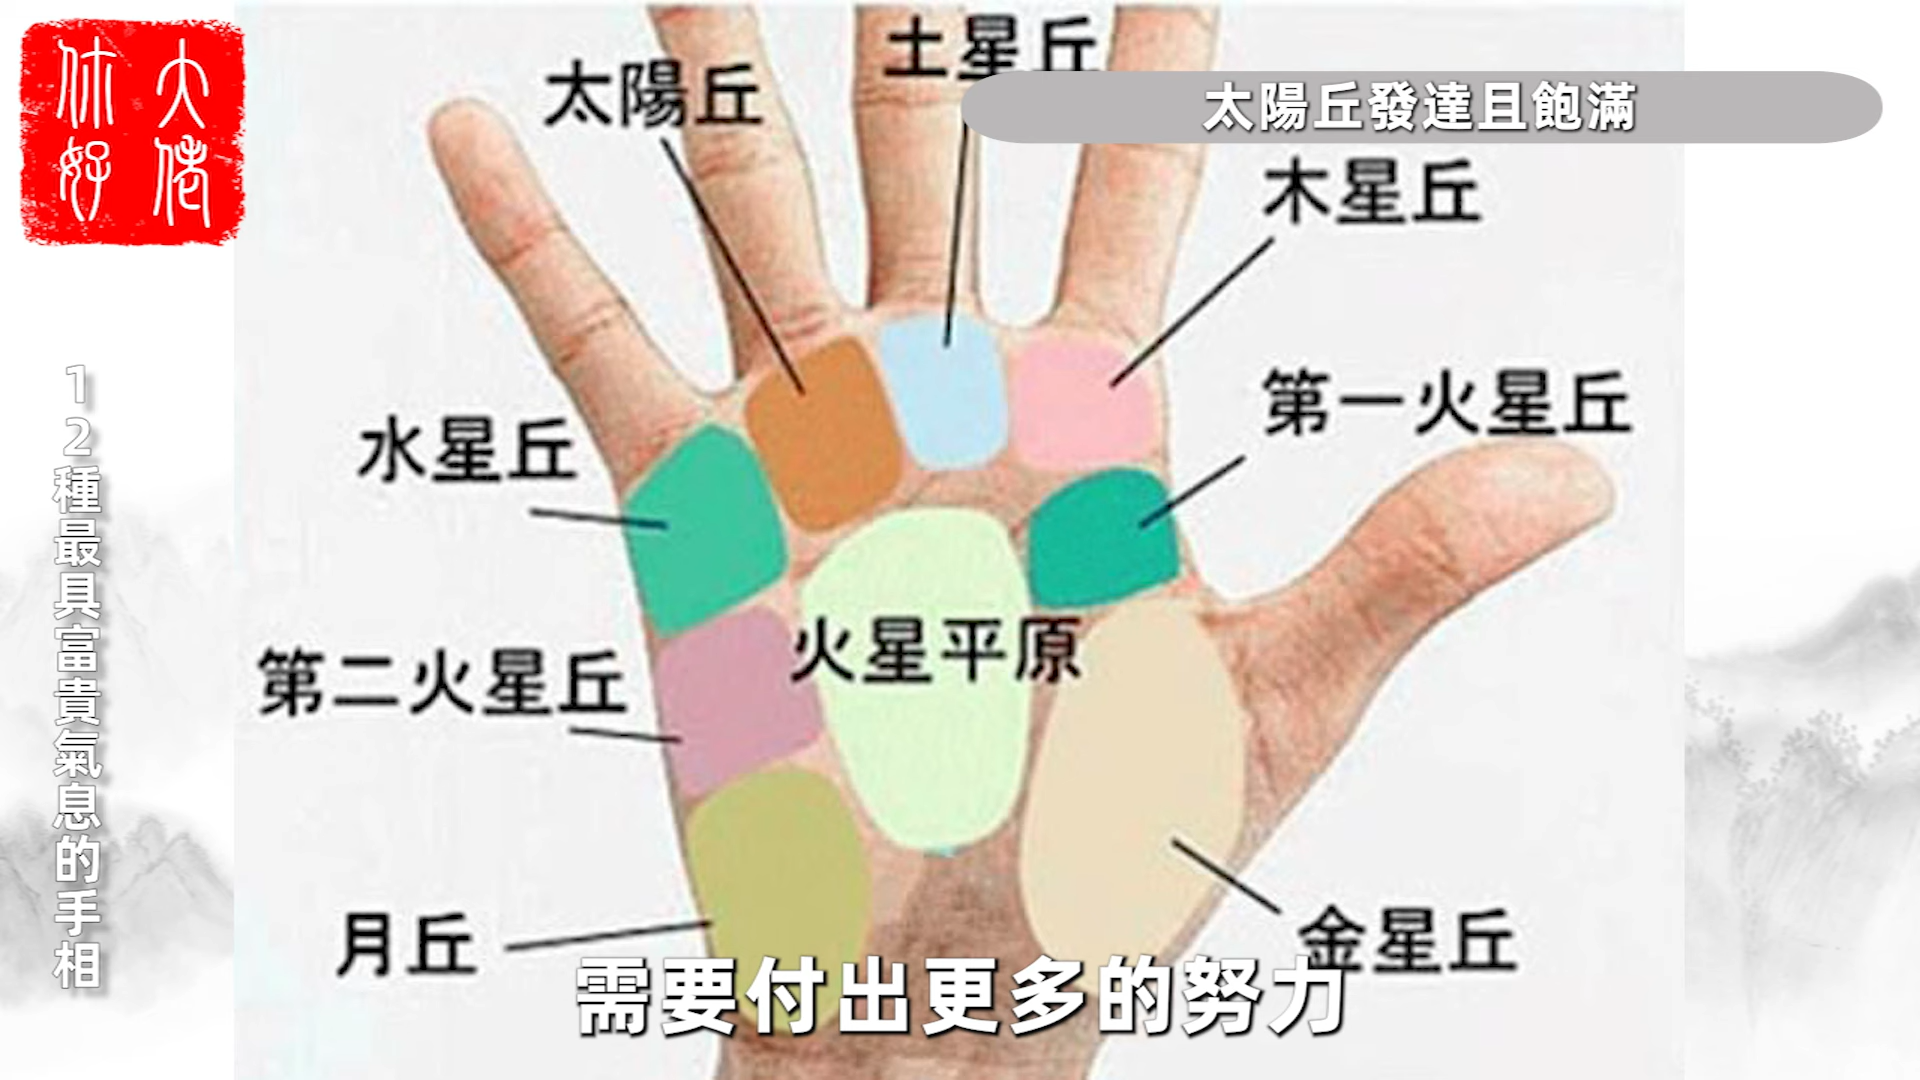 大佬
你好
土星丘
太陽丘
太陽丘發達且飽滿
木星丘
第一火星丘
水星丘
火星平原
第二火星丘
月丘
金星丘
需要付出更多的努力
12種最具富貴氣息的手相